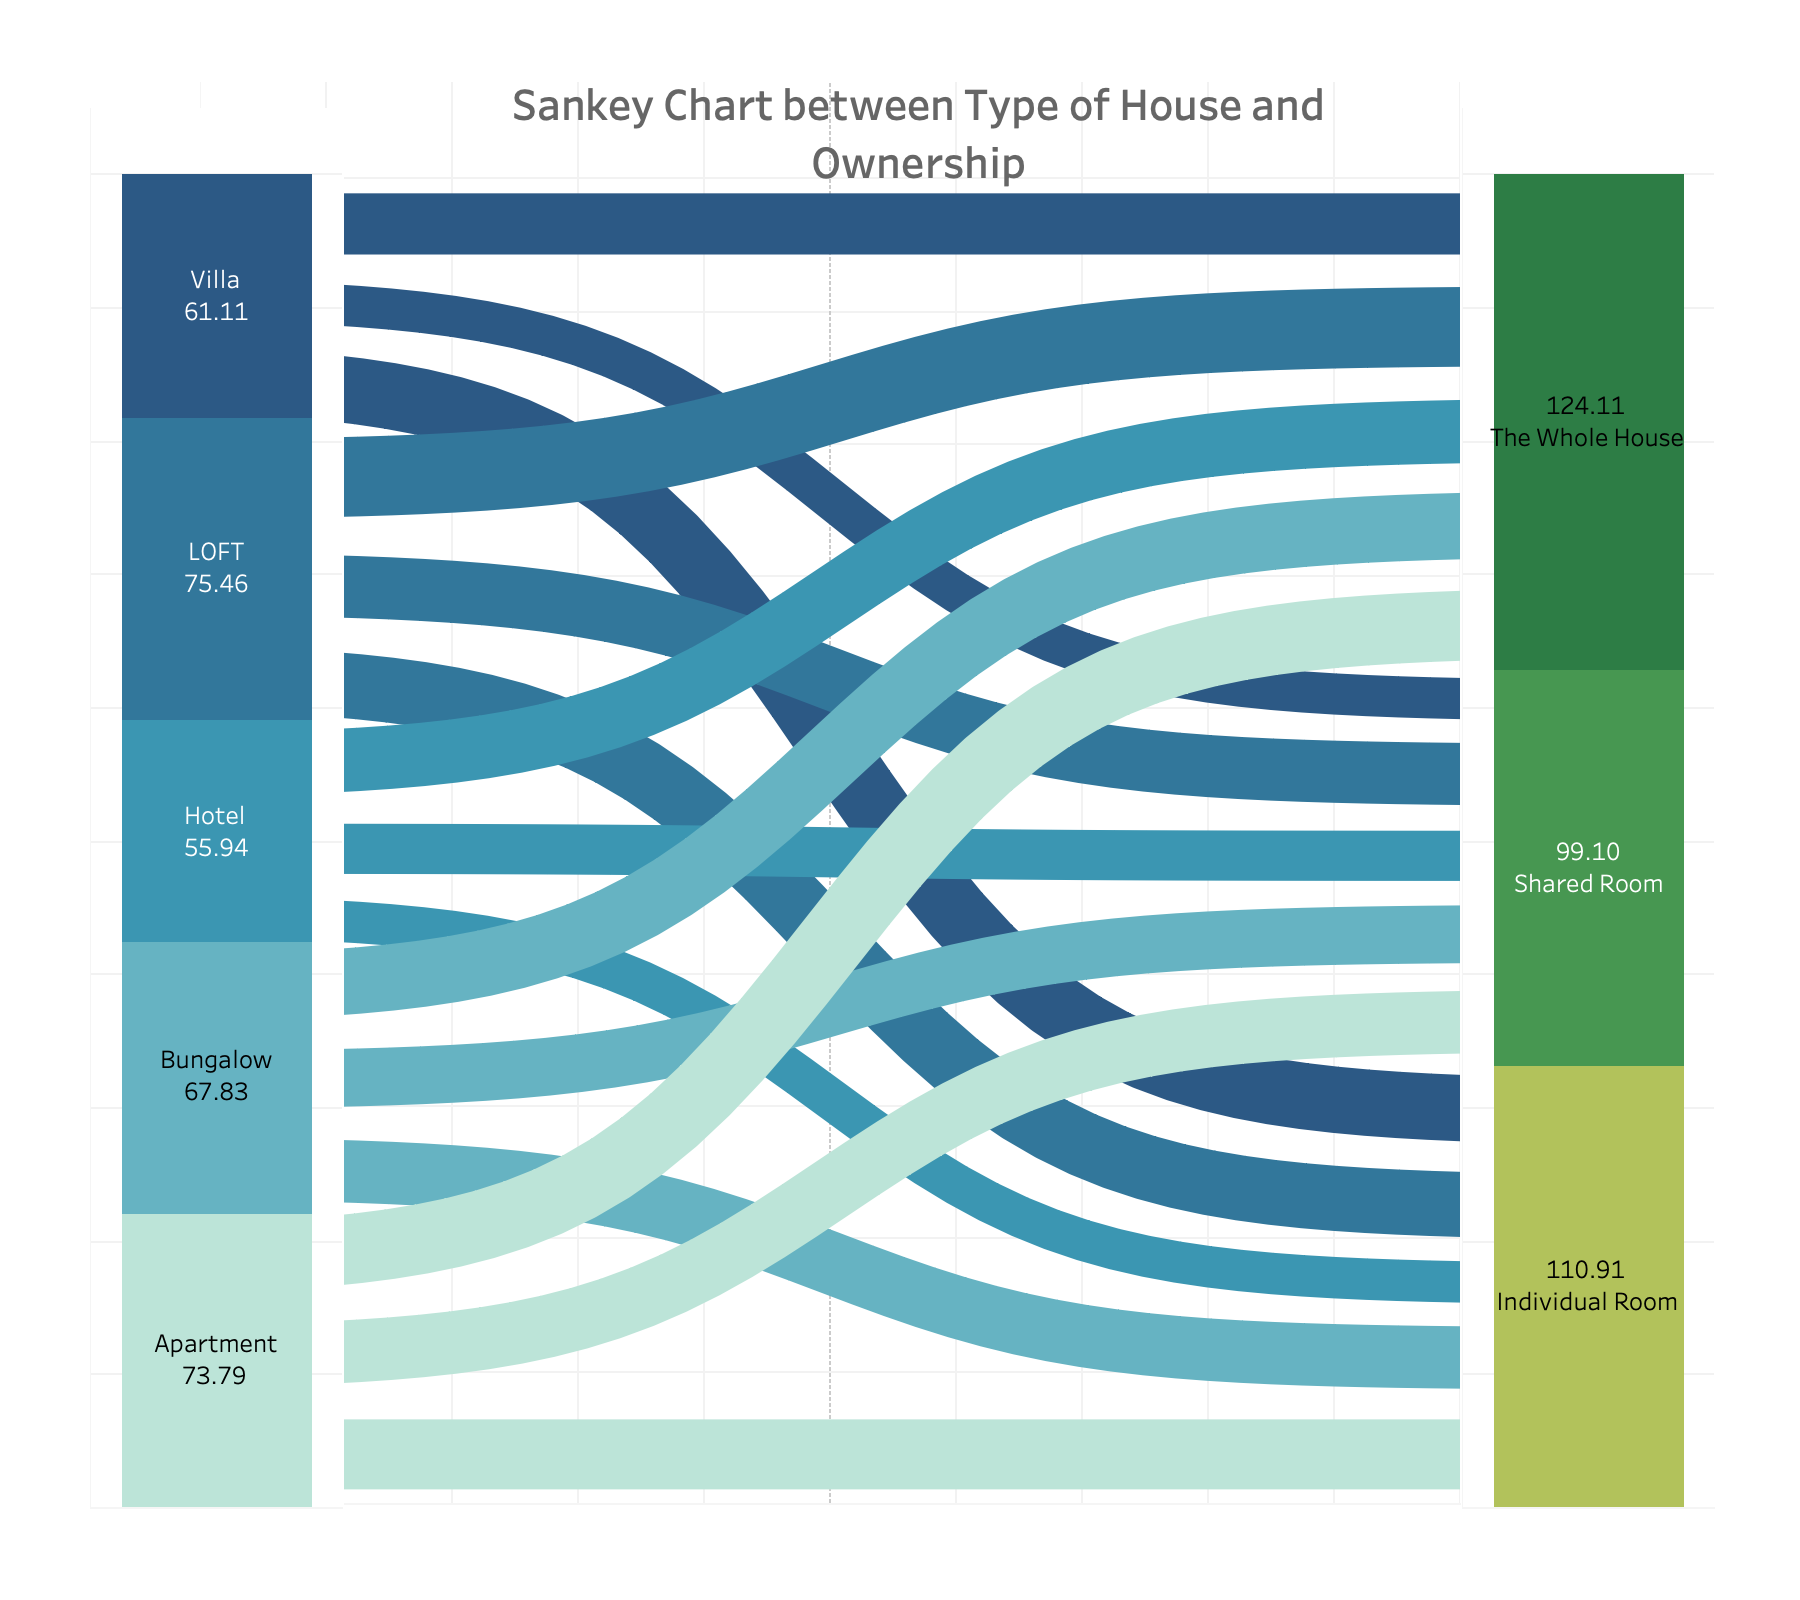 Sankey Chart between Type of House and
Ownership
Villa
61.11
LOFT
75.46
Hotel
55.94
Bungalow
67.83
Apartment
73.79
124.11
The Whole House
99.10
Shared Room
110.91
Individual Room